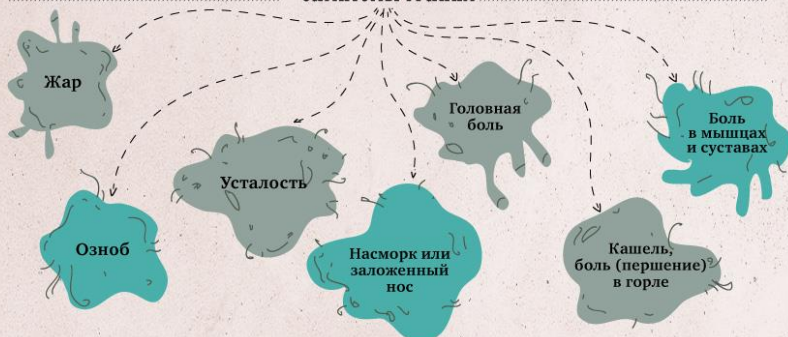 Жар
Головная
боль
Боль
в мышцах
и суставах
Усталость
Озноб
Насморк или
заложенный
нос
Кашель,
боль (першение)
в горле